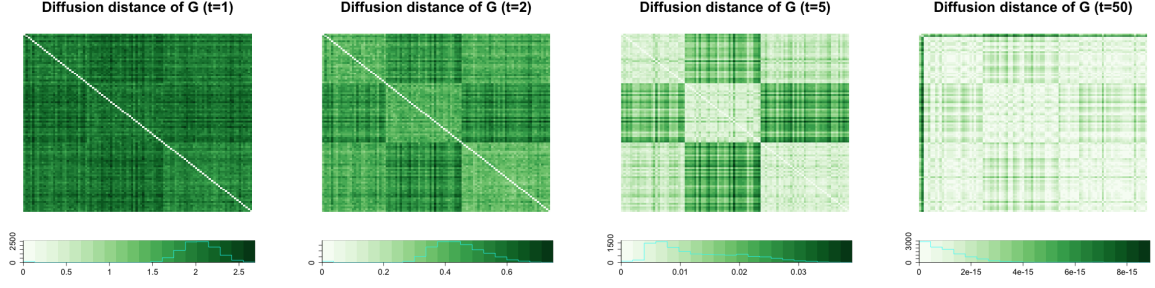 Diffusion distance of G (t=1)
Diffusion distance of G (t=2)
Diffusion distance of G (t=5)
Diffusion distance of G (t=50)
0 2500
0 0.5 1 1.5 2 2.5
0
0 0.2 0.4 0.6
0 1500
0 0.01 0.02 0.03
0 3000
0 2e-15 4e-15 6e-15 8e-15